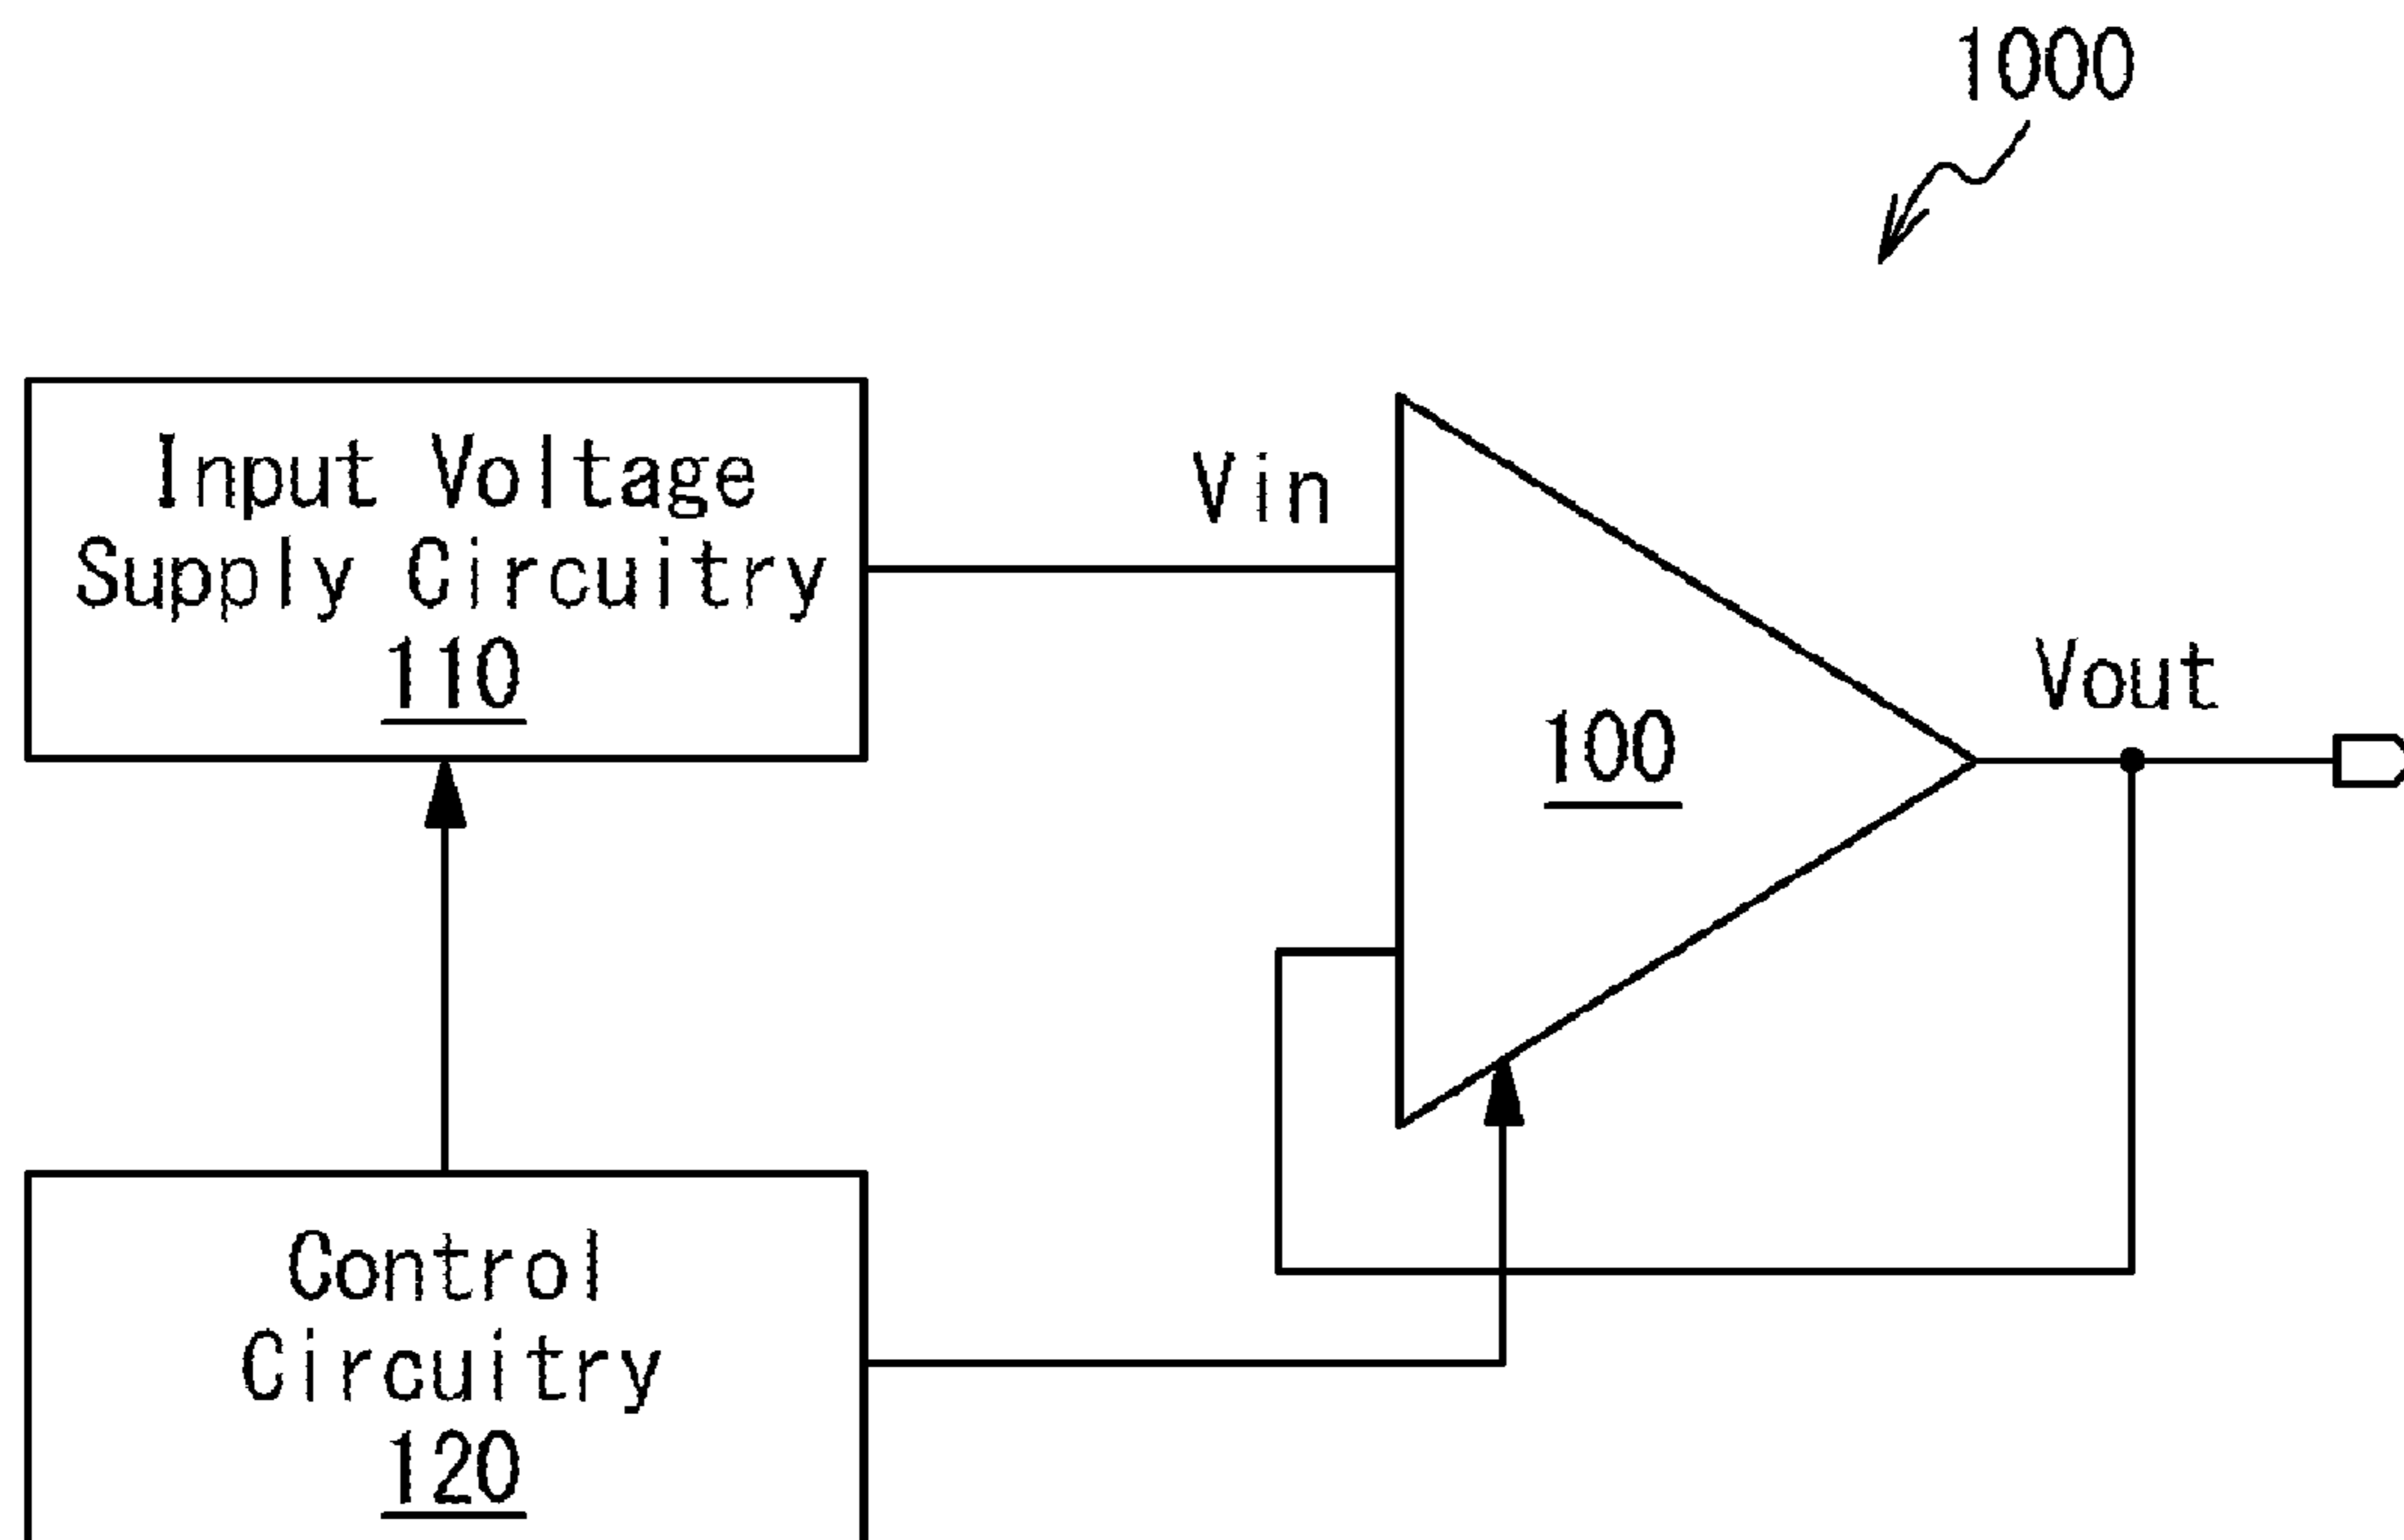 1000
Input Voltage
Supply Circuitry
110
Vin
100
Vout
Control
Circuitry
120